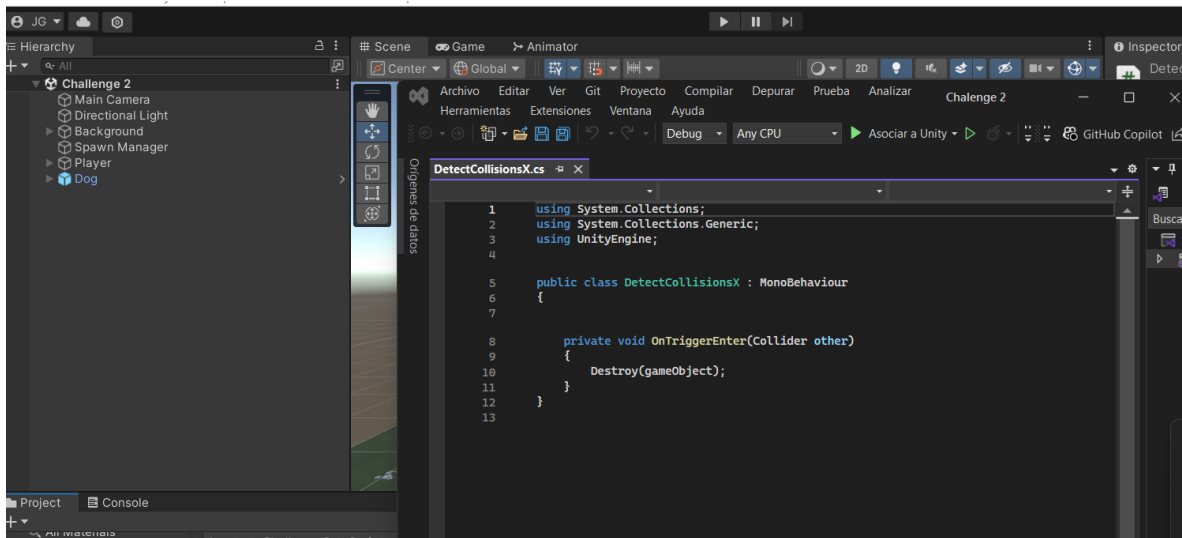 JG
Hierarchy
All
Challenge 2
Main Camera
Directional Light
Background
Spawn Manager
Player
Dog
Project
Console
All Materials
Scene
Game
Animator
Center
Global
2D
Inspector
Detec
Archivo Editar Ver Git Proyecto Compilar Depurar Prueba Analizar
Herramientas Extensiones Ventana Ayuda
Chalenge 2
Debug
Any CPU
Asociar a Unity
GitHub Copilot
Orígenes de datos
DetectCollisionsX.cs
Busca
1 using System.Collections;
2 using System.Collections.Generic;
3 using UnityEngine;
4
5 public class DetectCollisionsX : MonoBehaviour
6 {
7
8 private void OnTriggerEnter(Collider other)
9 {
10 Destroy(gameObject);
11 }
12 }
13